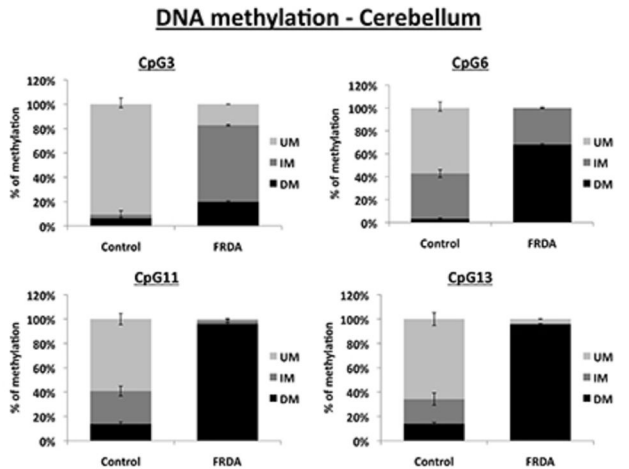 DNA methylation - Cerebellum
CpG3
% of methylation
120%
100%
80%
60%
40%
20%
0%
Control
FRDA
UM
IM
DM
CpG6
% of methylation
120%
100%
80%
60%
40%
20%
0%
Control
FRDA
UM
IM
DM
CpG11
% of methylation
120%
100%
80%
60%
40%
20%
0%
Control
FRDA
UM
IM
DM
CpG13
% of methylation
120%
100%
80%
60%
40%
20%
0%
Control
FRDA
UM
IM
DM